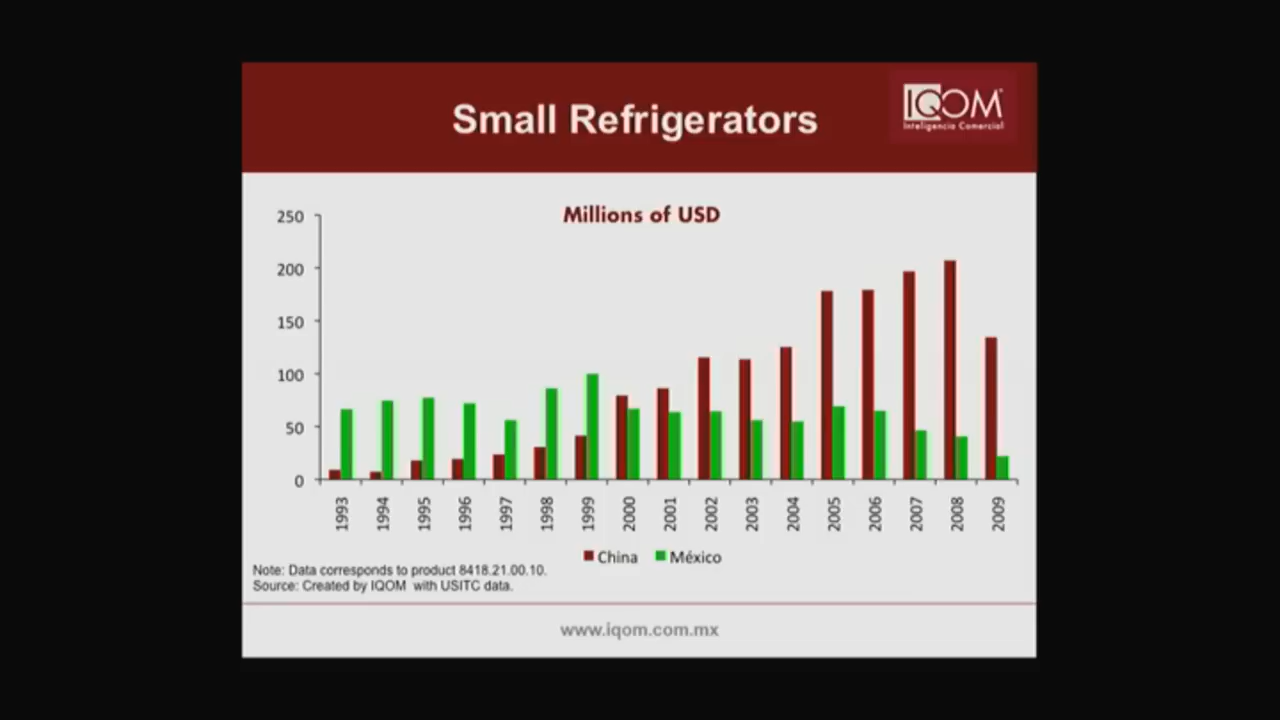 Small Refrigerators
IQOM
Inteligencia Comercial
Millions of USD
250
200
150
100
50
0
1993 1994 1995 1996 1997 1998 1999 2000 2001 2002 2003 2004 2005 2006 2007 2008 2009
China México
Note: Data corresponds to product 8418.21.00.10.
Source: Created by IQOM with USITC data.
www.iqom.com.mx